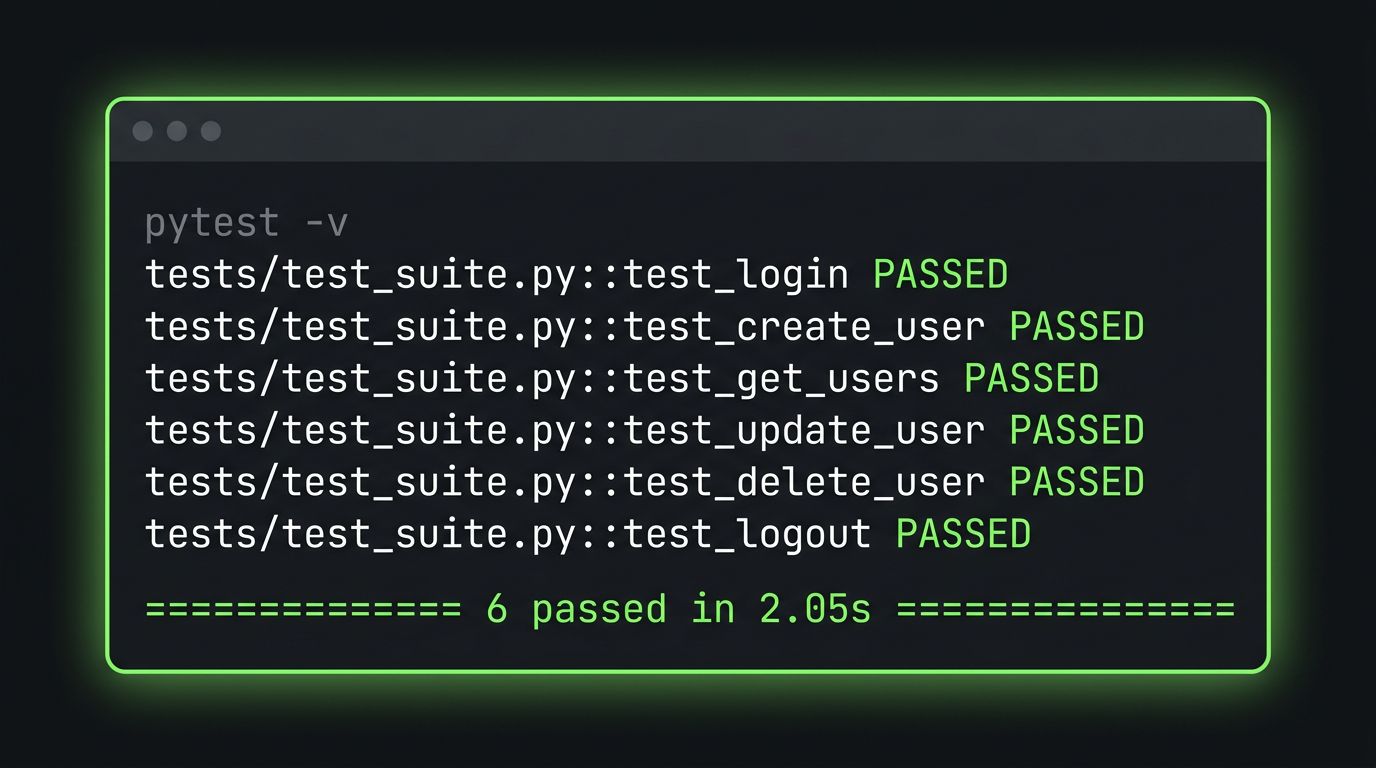 pytest -v
tests/test_suite.py::test_login PASSED
tests/test_suite.py::test_create_user PASSED
tests/test_suite.py::test_get_users PASSED
tests/test_suite.py::test_update_user PASSED
tests/test_suite.py::test_delete_user PASSED
tests/test_suite.py::test_logout PASSED
============== 6 passed in 2.05s ===============